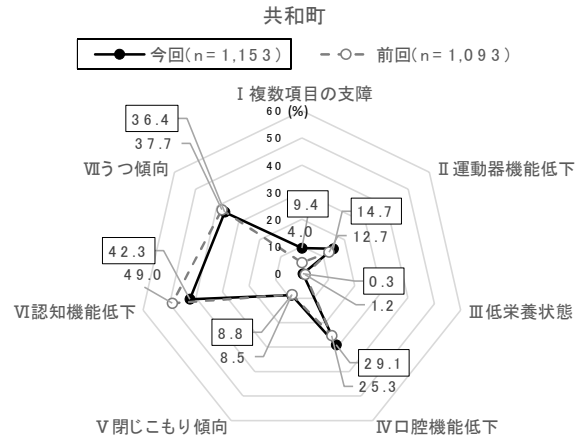 共和町
今回(n=1,153)
前回(n=1,093)
Ⅰ複数項目の支障
60 (%)
50
40
30
20
10
0
9.4
4.0
Ⅱ運動器機能低下
14.7
12.7
Ⅲ低栄養状態
0.3
1.2
Ⅳ口腔機能低下
29.1
25.3
Ⅴ閉じこもり傾向
8.8
8.5
Ⅵ認知機能低下
42.3
49.0
Ⅶうつ傾向
36.4
37.7